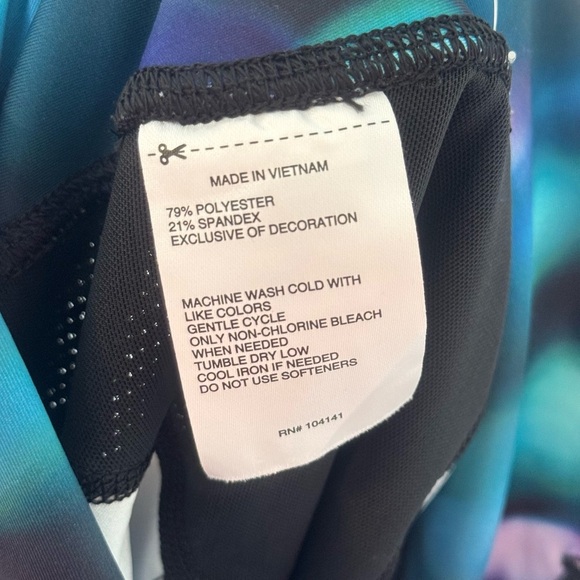 MADE IN VIETNAM
79% POLYESTER
21% SPANDEX
EXCLUSIVE OF DECORATION
MACHINE WASH COLD WITH
LIKE COLORS
GENTLE CYCLE
ONLY NON-CHLORINE BLEACH
WHEN NEEDED
TUMBLE DRY LOW
COOL IRON IF NEEDED
DO NOT USE SOFTENERS
RN# 104141